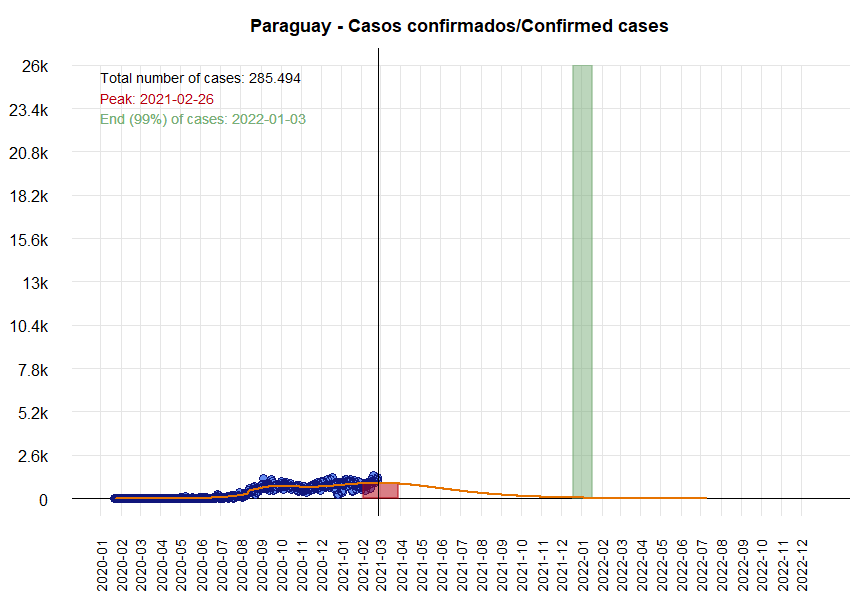 Paraguay - Casos confirmados/Confirmed cases
26k
Total number of cases: 285.494
Peak: 2021-02-26
End (99%) of cases: 2022-01-03
23.4k
20.8k
18.2k
15.6k
13k
10.4k
7.8k
5.2k
2.6k
0
2020-01
2020-02
2020-03
2020-04
2020-05
2020-06
2020-07
2020-08
2020-09
2020-10
2020-11
2020-12
2021-01
2021-02
2021-03
2021-04
2021-05
2021-06
2021-07
2021-08
2021-09
2021-10
2021-11
2021-12
2022-01
2022-02
2022-03
2022-04
2022-05
2022-06
2022-07
2022-08
2022-09
2022-10
2022-11
2022-12